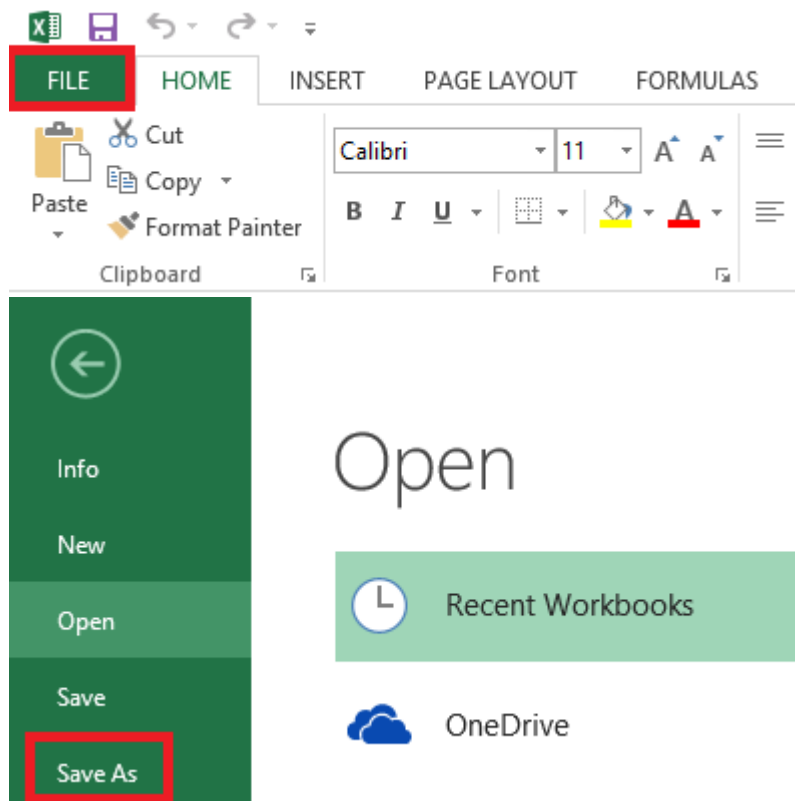 FILE HOME INSERT PAGE LAYOUT FORMULAS
Cut
Calibri 11 A A
Copy
Paste
B I U A
Format Painter
Clipboard Font
Info
Open
New
Recent Workbooks
Open
Save
OneDrive
Save As